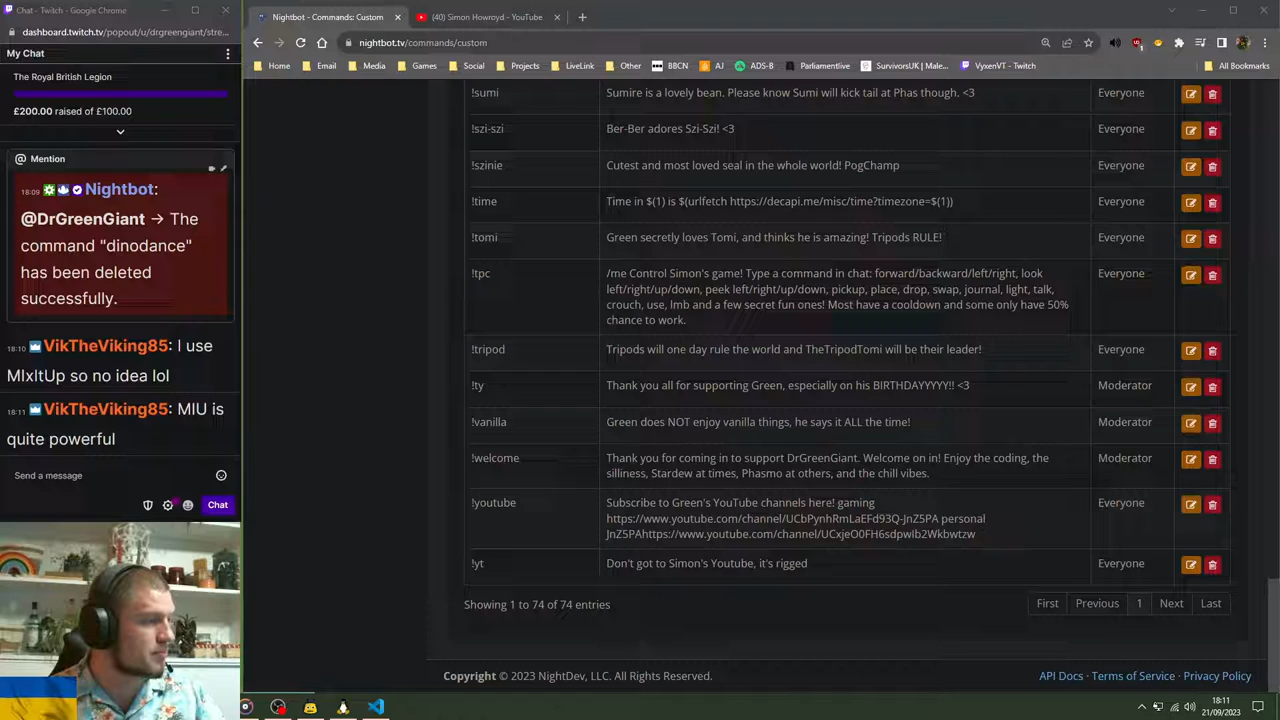 Chat - Twitch - Google Chrome
dashboard.twitch.tv/popout/u/drgreengiant/stre...
My Chat
The Royal British Legion
£200.00 raised of £100.00
@ Mention
18:09 Nightbot:
@DrGreenGiant → The
command "dinodance"
has been deleted
successfully.
18:10 VikTheViking85: I use
MIxItUp so no idea lol
18:11 VikTheViking85: MIU is
quite powerful
Send a message
Chat
Nightbot - Commands: Custom
(40) Simon Howroyd - YouTube
nightbot.tv/commands/custom
Home Email Media Games Social Projects LiveLink Other BBCN AJ ADS-B Parliamentlive SurvivorsUK | Male... VyxenVT - Twitch All Bookmarks
!sumi Sumire is a lovely bean. Please know Sumi will kick tail at Phas though. <3 Everyone
!szi-szi Ber-Ber adores Szi-Szi! <3 Everyone
!szinie Cutest and most loved seal in the whole world! PogChamp Everyone
!time Time in $(1) is $(urlfetch https://decapi.me/misc/time?timezone=$(1)) Everyone
!tomi Green secretly loves Tomi, and thinks he is amazing! Tripods RULE! Everyone
!tpc /me Control Simon's game! Type a command in chat: forward/backward/left/right, look Everyone
left/right/up/down, peek left/right/up/down, pickup, place, drop, swap, journal, light, talk,
crouch, use, lmb and a few secret fun ones! Most have a cooldown and some only have 50%
chance to work.
!tripod Tripods will one day rule the world and TheTripodTomi will be their leader! Everyone
!ty Thank you all for supporting Green, especially on his BIRTHDAYYYYY!! <3 Moderator
!vanilla Green does NOT enjoy vanilla things, he says it ALL the time! Moderator
!welcome Thank you for coming in to support DrGreenGiant. Welcome on in! Enjoy the coding, the Moderator
silliness, Stardew at times, Phasmo at others, and the chill vibes.
!youtube Subscribe to Green's YouTube channels here! gaming Everyone
https://www.youtube.com/channel/UCbPynhRmLaEFd93Q-JnZ5PA personal
JnZ5PAhttps://www.youtube.com/channel/UCxjeO0FH6sdpwIb2Wkbwtzw
!yt Don't got to Simon's Youtube, it's rigged Everyone
Showing 1 to 74 of 74 entries
First Previous 1 Next Last
Copyright © 2023 NightDev, LLC. All Rights Reserved.
API Docs · Terms of Service · Privacy Policy
18:11
21/09/2023